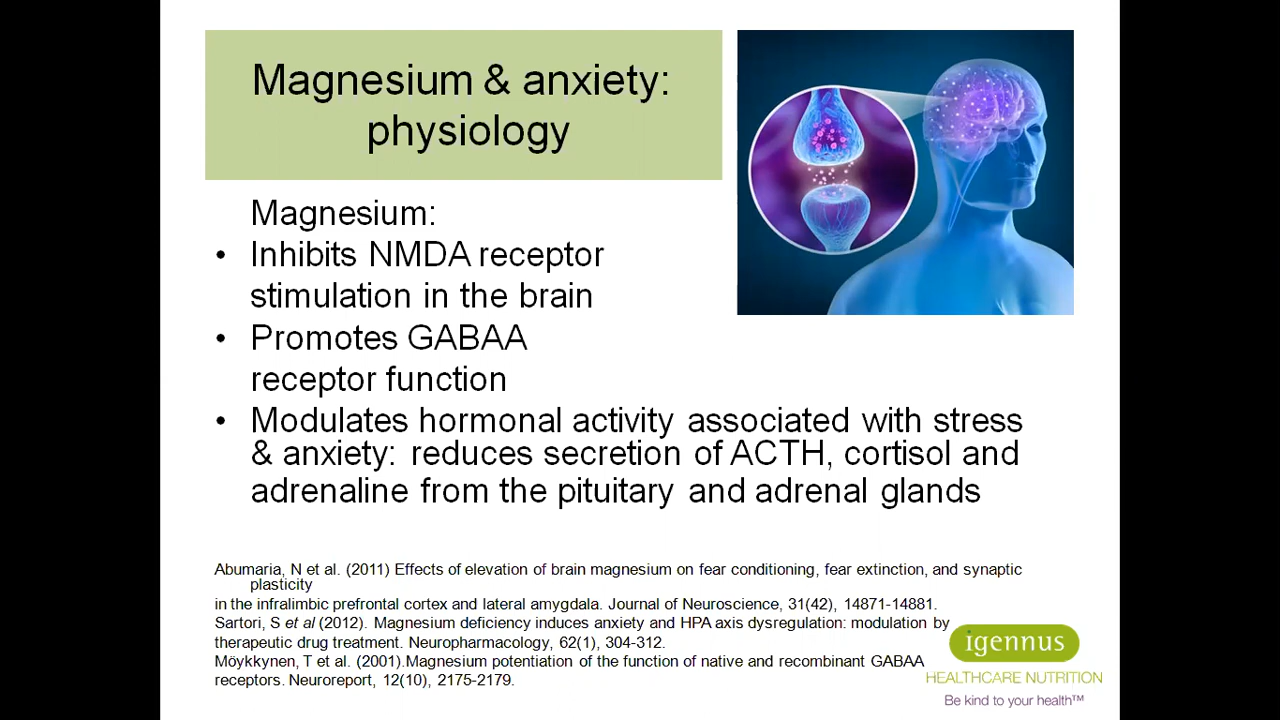 Magnesium & anxiety:
physiology
Magnesium:
• Inhibits NMDA receptor
stimulation in the brain
• Promotes GABAA
receptor function
• Modulates hormonal activity associated with stress
& anxiety: reduces secretion of ACTH, cortisol and
adrenaline from the pituitary and adrenal glands
Abumaria, N et al. (2011) Effects of elevation of brain magnesium on fear conditioning, fear extinction, and synaptic
plasticity
in the infralimbic prefrontal cortex and lateral amygdala. Journal of Neuroscience, 31(42), 14871-14881.
Sartori, S et al (2012). Magnesium deficiency induces anxiety and HPA axis dysregulation: modulation by
therapeutic drug treatment. Neuropharmacology, 62(1), 304-312.
Möykkynen, T et al. (2001).Magnesium potentiation of the function of native and recombinant GABAA
receptors. Neuroreport, 12(10), 2175-2179.
igennus
HEALTHCARE NUTRITION
Be kind to your health™